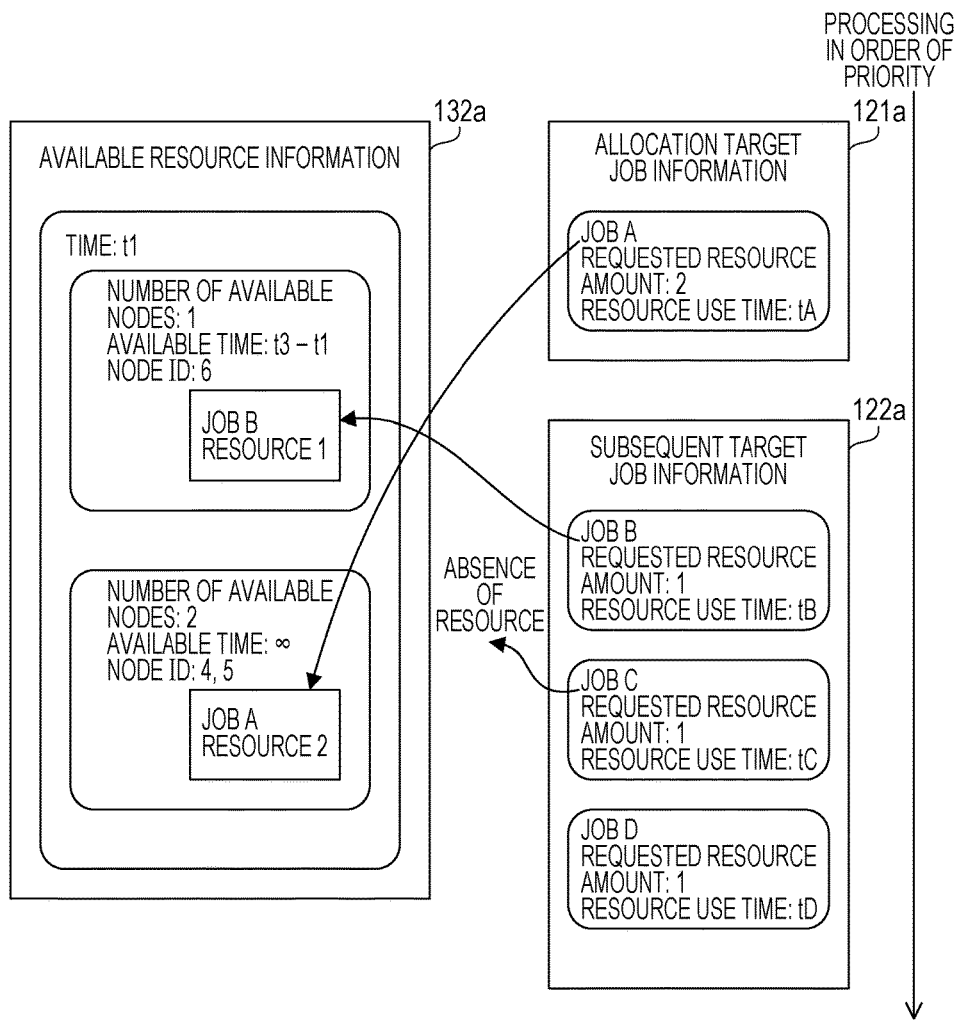 PROCESSING
IN ORDER OF
PRIORITY
132a
AVAILABLE RESOURCE INFORMATION
TIME: t1
NUMBER OF AVAILABLE
NODES: 1
AVAILABLE TIME: t3 – t1
NODE ID: 6
JOB B
RESOURCE 1
NUMBER OF AVAILABLE
NODES: 2
AVAILABLE TIME: ∞
NODE ID: 4, 5
JOB A
RESOURCE 2
121a
ALLOCATION TARGET
JOB INFORMATION
JOB A
REQUESTED RESOURCE
AMOUNT: 2
RESOURCE USE TIME: tA
122a
SUBSEQUENT TARGET
JOB INFORMATION
JOB B
REQUESTED RESOURCE
AMOUNT: 1
RESOURCE USE TIME: tB
ABSENCE
OF
RESOURCE
JOB C
REQUESTED RESOURCE
AMOUNT: 1
RESOURCE USE TIME: tC
JOB D
REQUESTED RESOURCE
AMOUNT: 1
RESOURCE USE TIME: tD